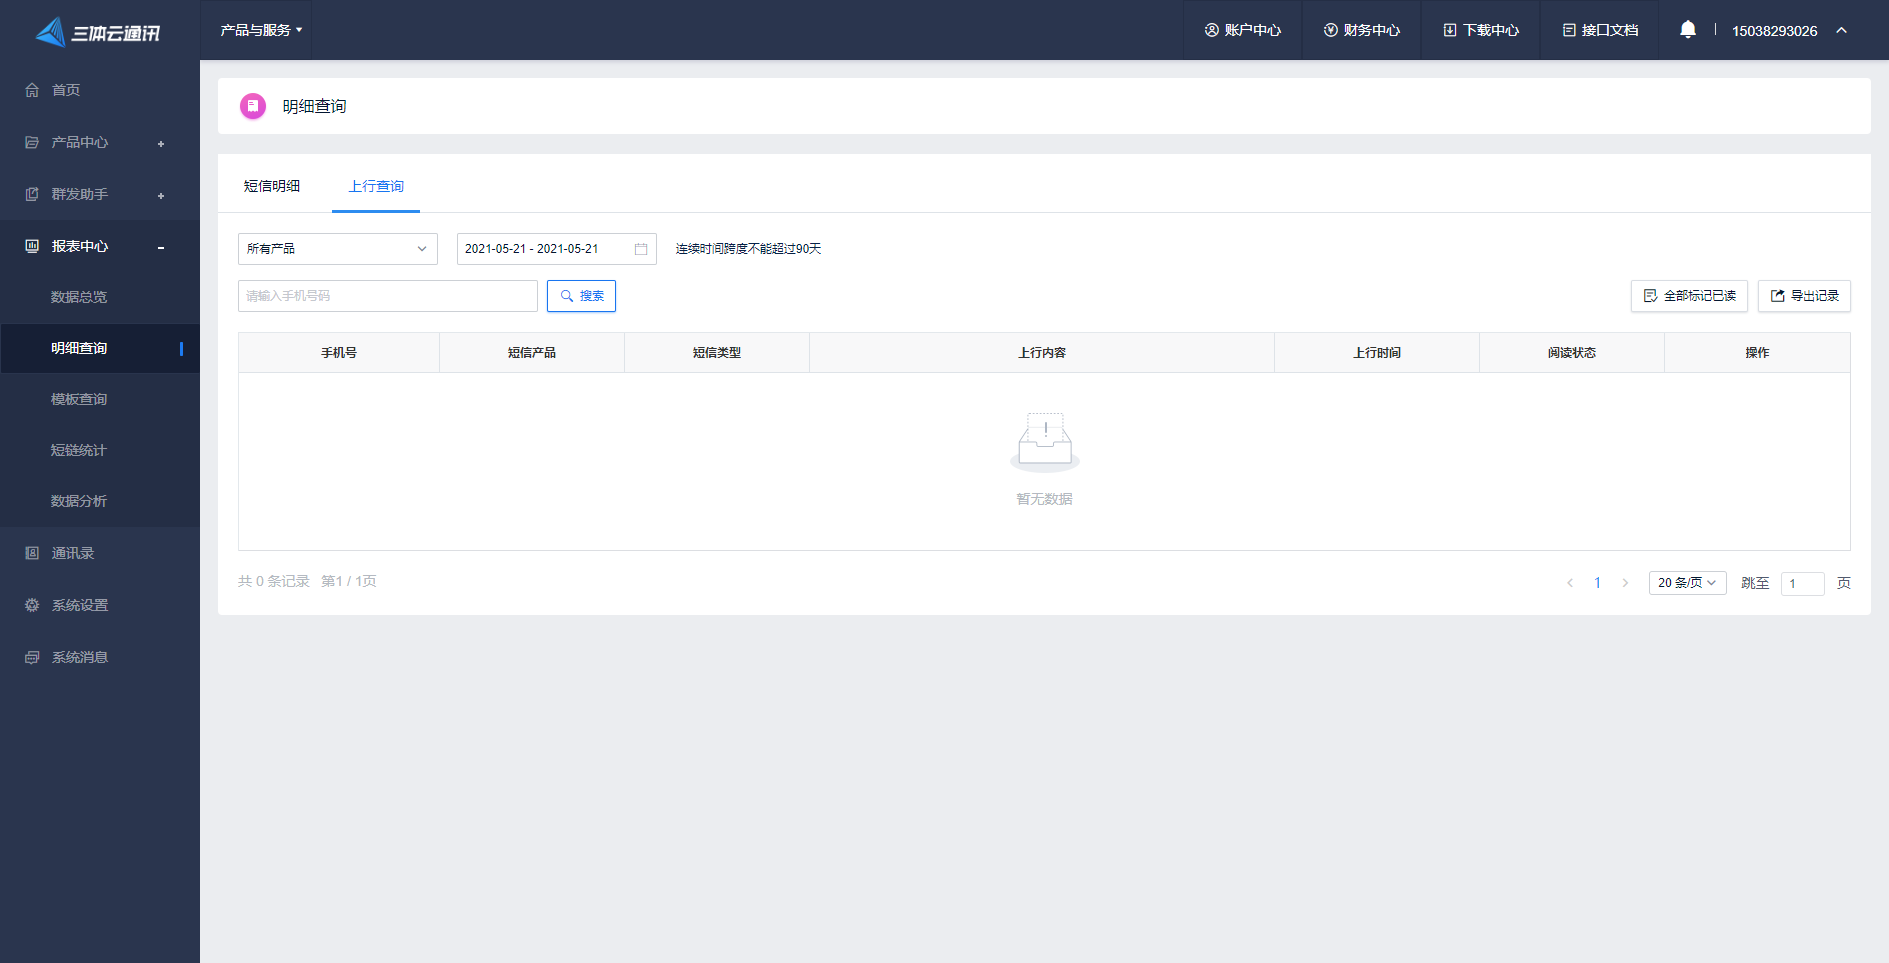 三体云通讯
产品与服务
账户中心
财务中心
下载中心
接口文档
15038293026
首页
产品中心 +
群发助手 +
报表中心 -
数据总览
明细查询
模板查询
短链统计
数据分析
通讯录
系统设置
系统消息
明细查询
短信明细 上行查询
所有产品 2021-05-21 - 2021-05-21 连续时间跨度不能超过90天
请输入手机号码 搜索 全部标记已读 导出记录
手机号 短信产品 短信类型 上行内容 上行时间 阅读状态 操作
暂无数据
共 0 条记录 第1 / 1页 < 1 > 20 条/页 跳至 1 页